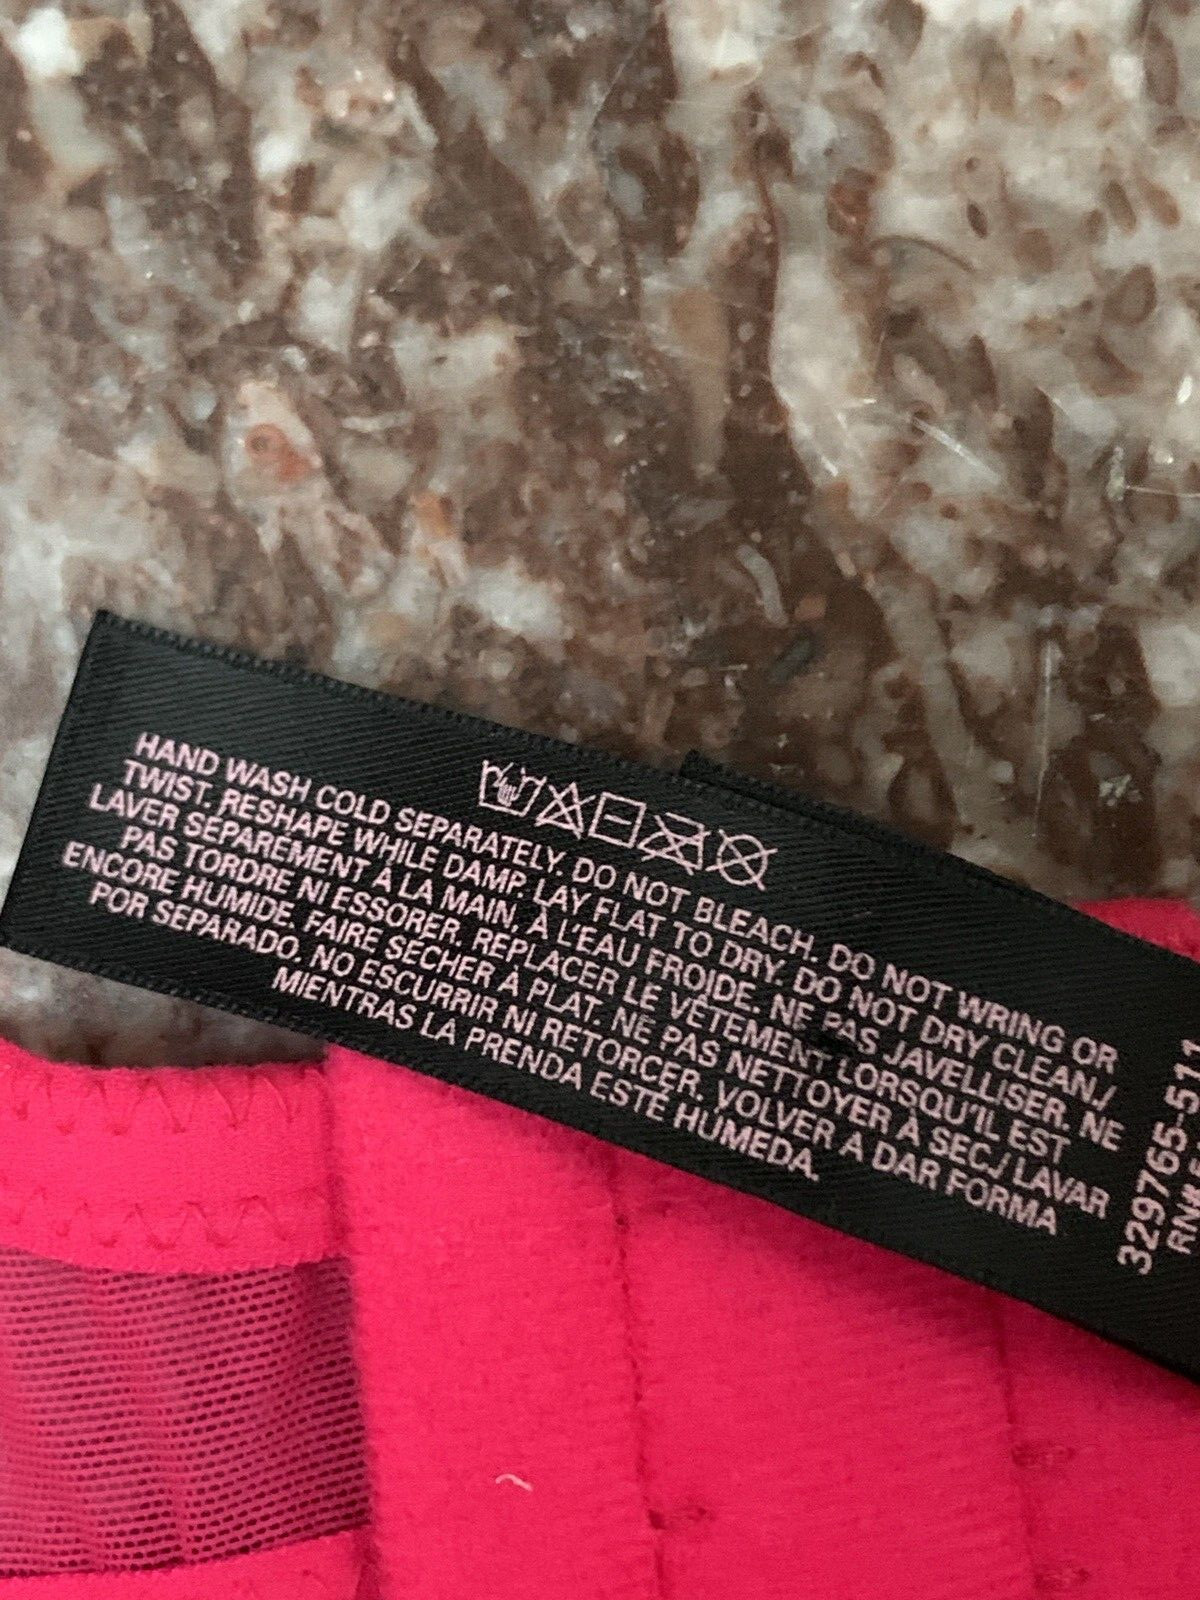 HAND WASH COLD SEPARATELY. DO NOT BLEACH. DO NOT WRING OR
TWIST. RESHAPE WHILE DAMP. LAY FLAT TO DRY. DO NOT DRY CLEAN./
LAVER SÉPARÉMENT À LA MAIN, À L'EAU FROIDE. NE PAS JAVELLISER. NE
PAS TORDRE NI ESSORER. REPLACER LE VÊTEMENT LORSQU'IL EST
ENCORE HUMIDE. FAIRE SÉCHER À PLAT. NE PAS NETTOYER À SEC./ LAVAR
POR SEPARADO. NO ESCURRIR NI RETORCER. VOLVER A DAR FORMA
MIENTRAS LA PRENDA ESTÉ HÚMEDA.
329765-511
RN#